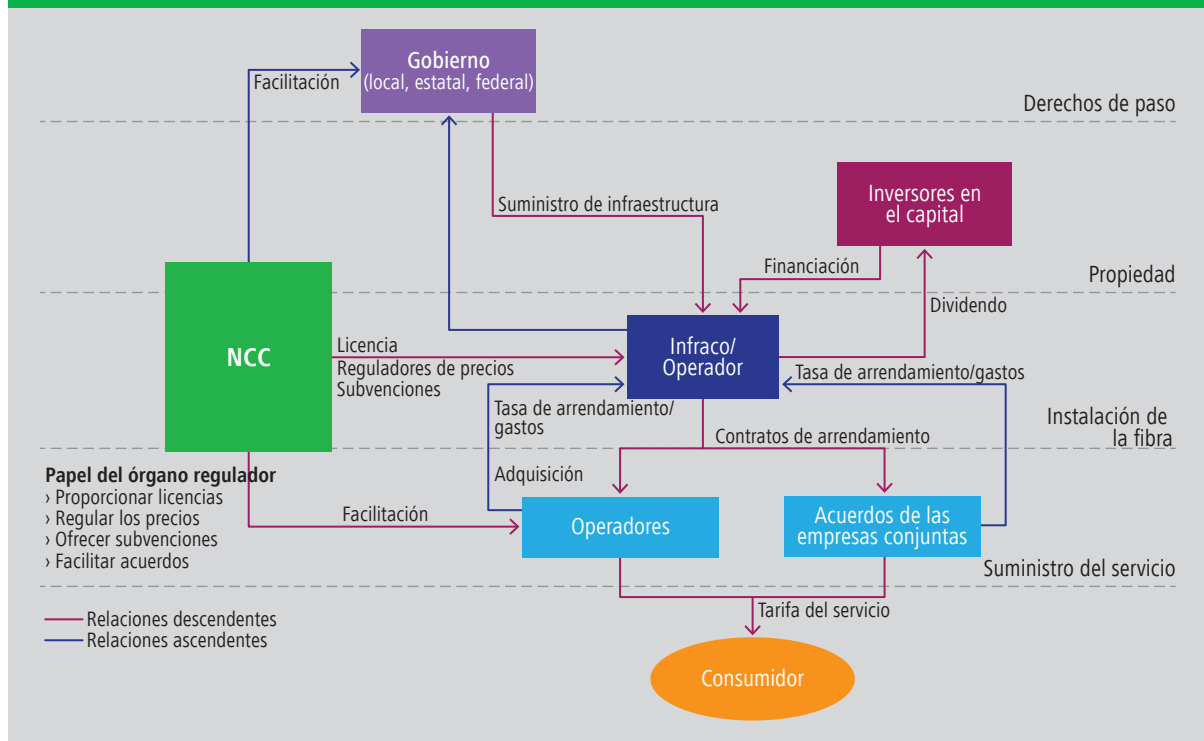 Gobierno
(local, estatal, federal)
Facilitación
Derechos de paso
Inversores en
el capital
Suministro de infraestructura
Financiación
Propiedad
Dividendo
NCC
Licencia
Reguladores de precios
Subvenciones
Infraco/
Operador
Tasa de arrendamiento/gastos
Tasa de arrendamiento/
gastos
Instalación de
la fibra
Contratos de arrendamiento
Adquisición
Papel del órgano regulador
› Proporcionar licencias
› Regular los precios
› Ofrecer subvenciones
› Facilitar acuerdos
Facilitación
Operadores
Acuerdos de las
empresas conjuntas
Suministro del servicio
Relaciones descendentes
Relaciones ascendentes
Tarifa del servicio
Consumidor